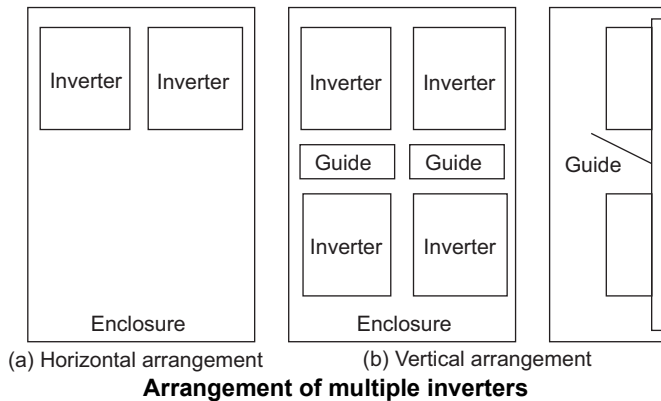 Inverter Inverter
Enclosure
(a) Horizontal arrangement
Inverter Inverter
Guide Guide
Inverter Inverter
Enclosure
Guide
(b) Vertical arrangement
Arrangement of multiple inverters